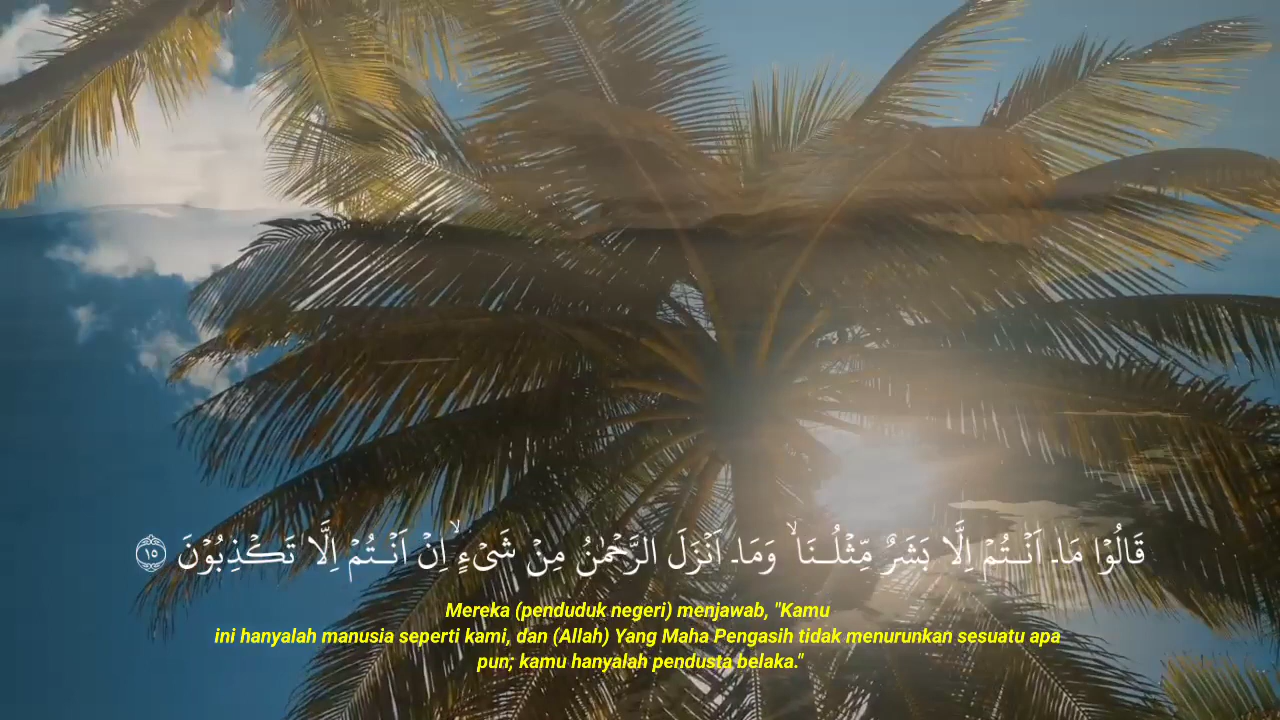 قَالُوْا مَاۤ اَنْـتُمْ اِلَّا بَشَرٌ مِّثْلُـنَا ۙ وَمَاۤ اَنْزَلَ الرَّحْمٰنُ مِنْ شَىْءٍۙ اِنْ اَنْـتُمْ اِلَّا تَكْذِبُوْنَ ١٥
Mereka (penduduk negeri) menjawab, "Kamu
ini hanyalah manusia seperti kami, dan (Allah) Yang Maha Pengasih tidak menurunkan sesuatu apa
pun; kamu hanyalah pendusta belaka."